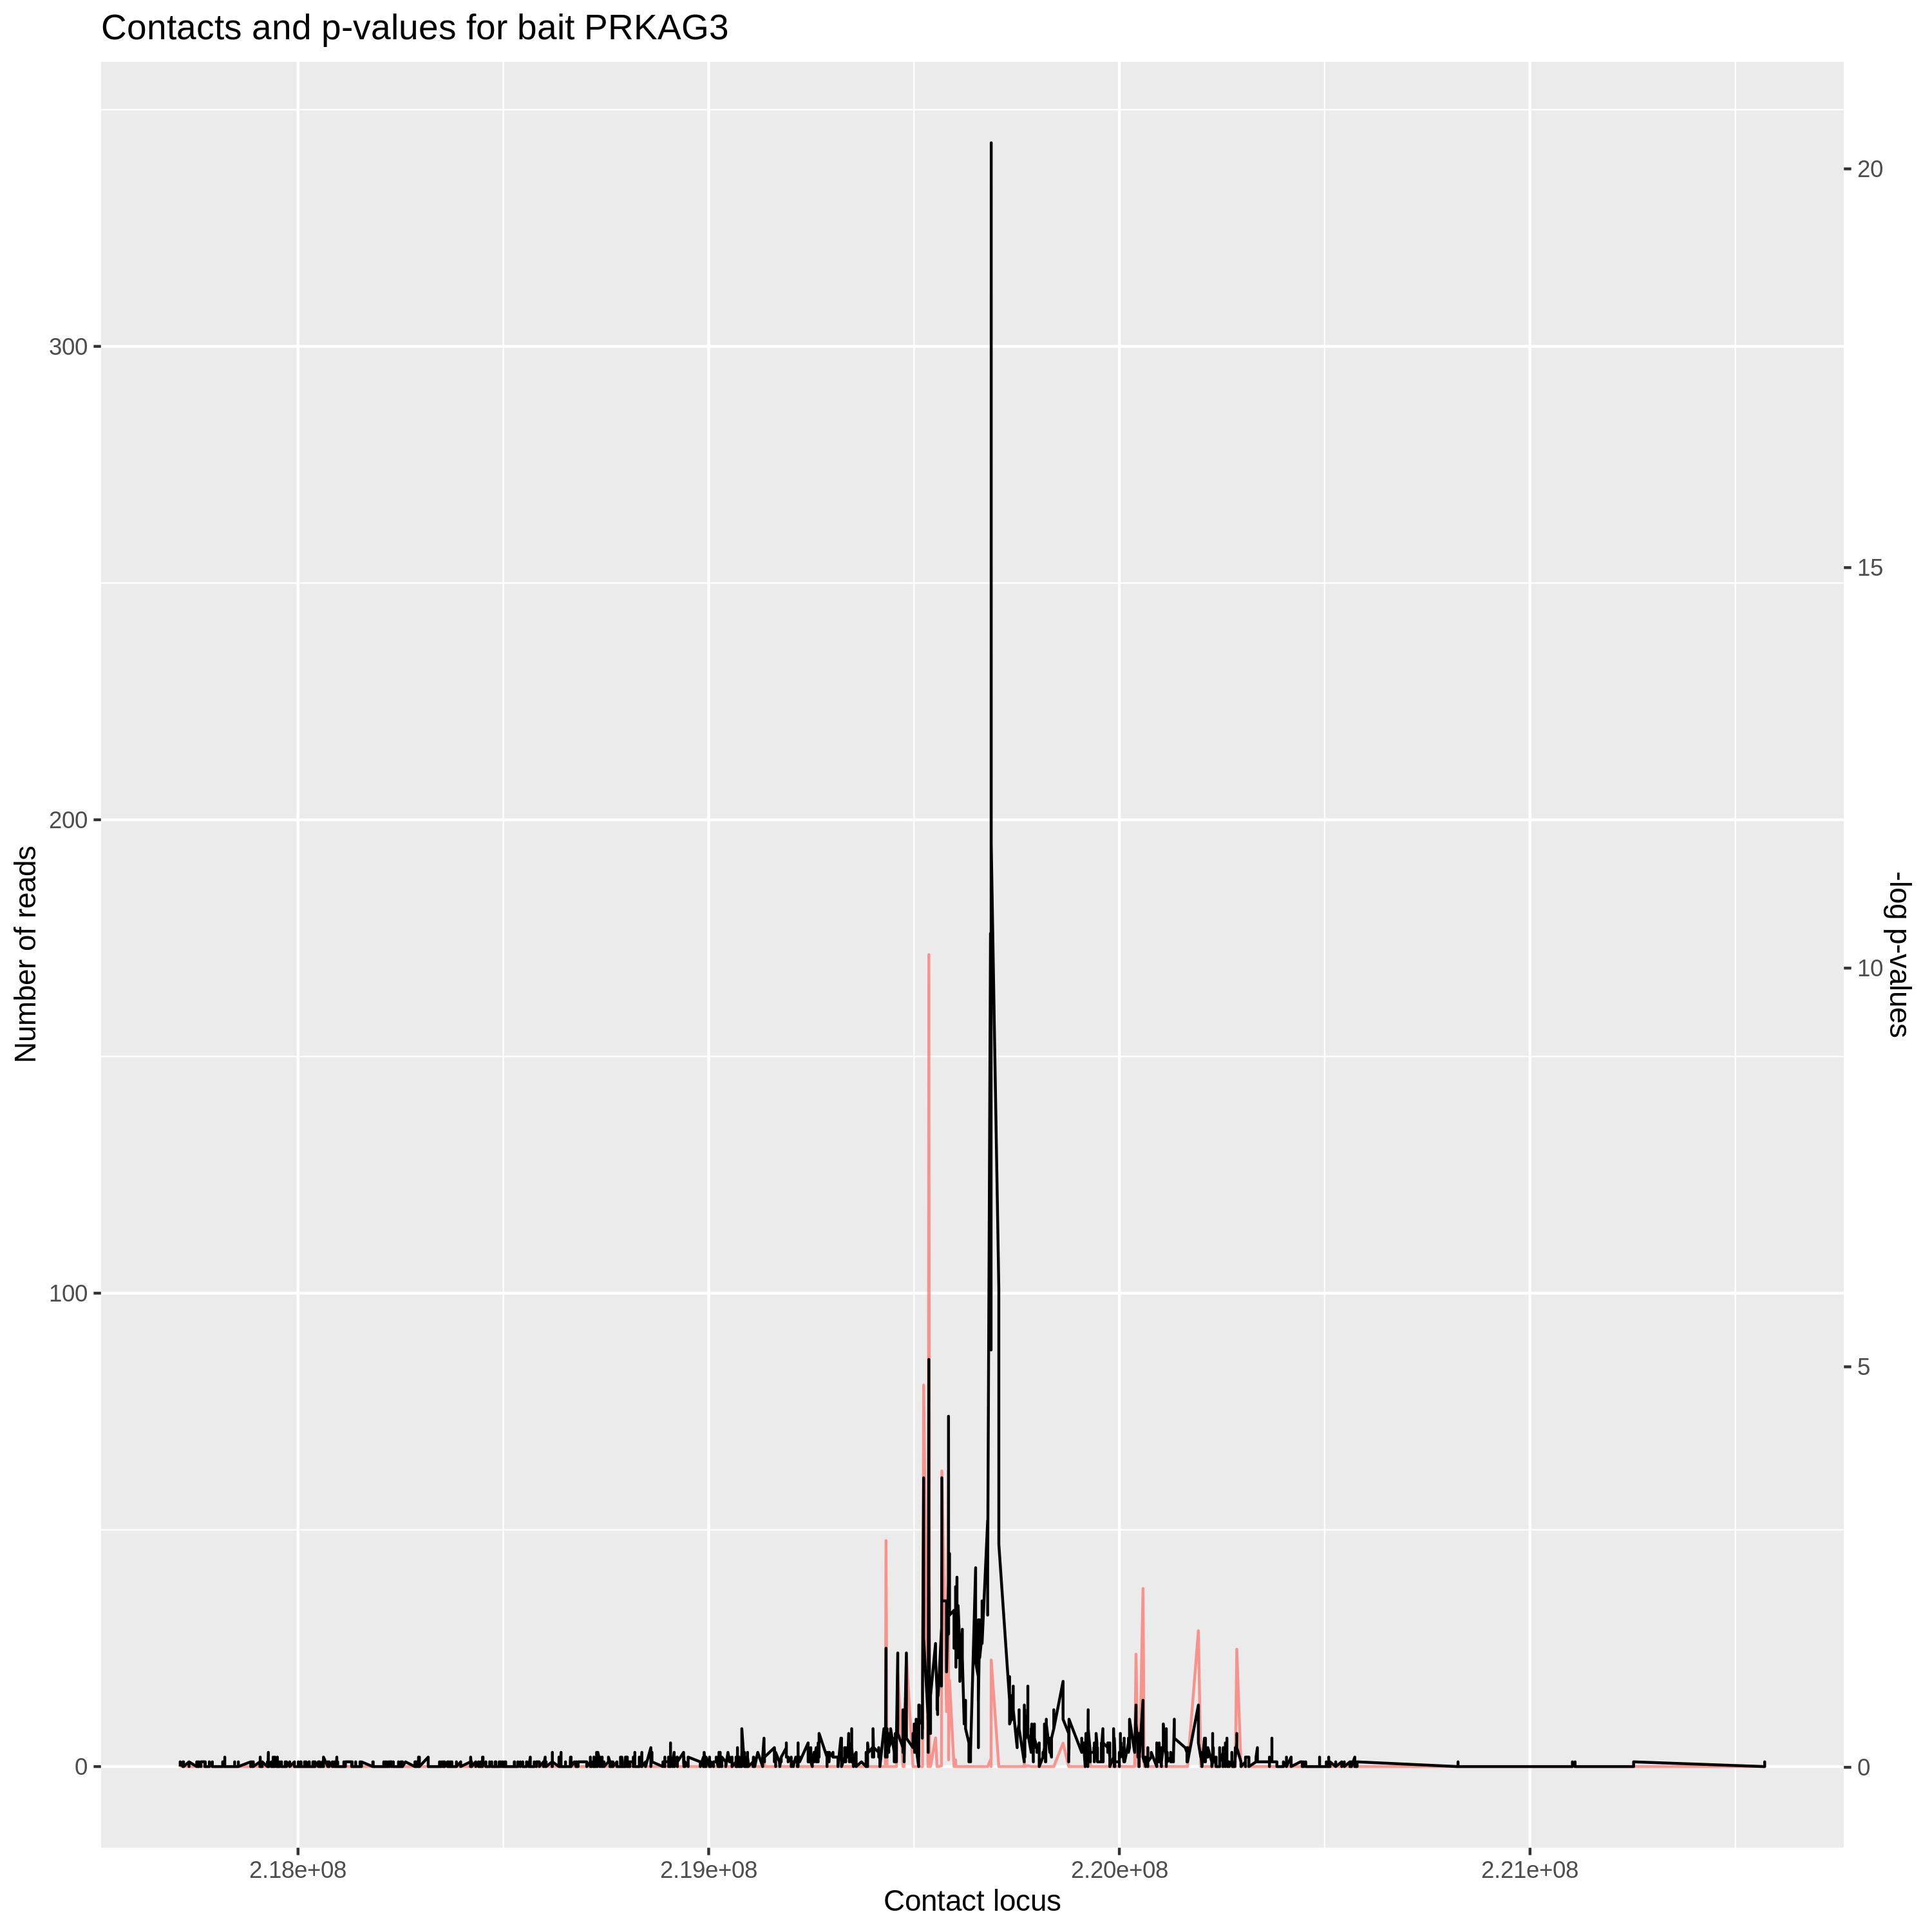 Contacts and p-values for bait PRKAG3
Number of reads
300
200
100
0
20
15
10
5
0
-log p-values
2.18e+08
2.19e+08
2.20e+08
2.21e+08
Contact locus